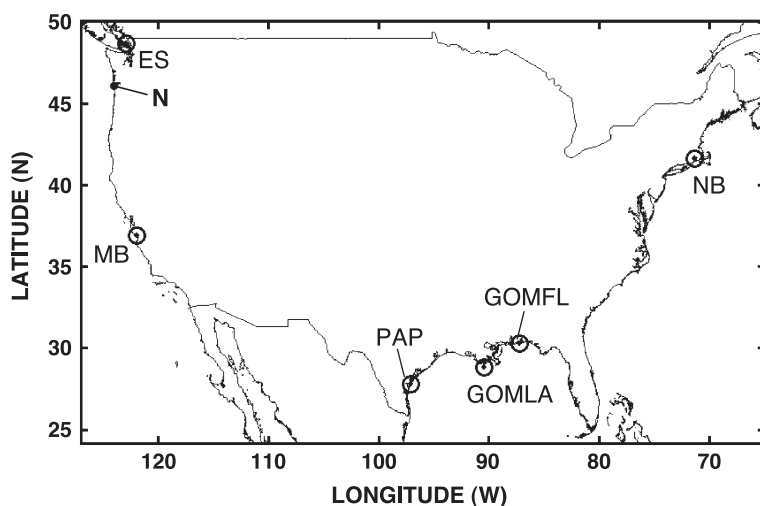 50
ES
45
N
40
NB
LATITUDE (N)
MB
35
GOMFL
PAP
30
GOMLA
25
120 110 100 90 80 70
LONGITUDE (W)